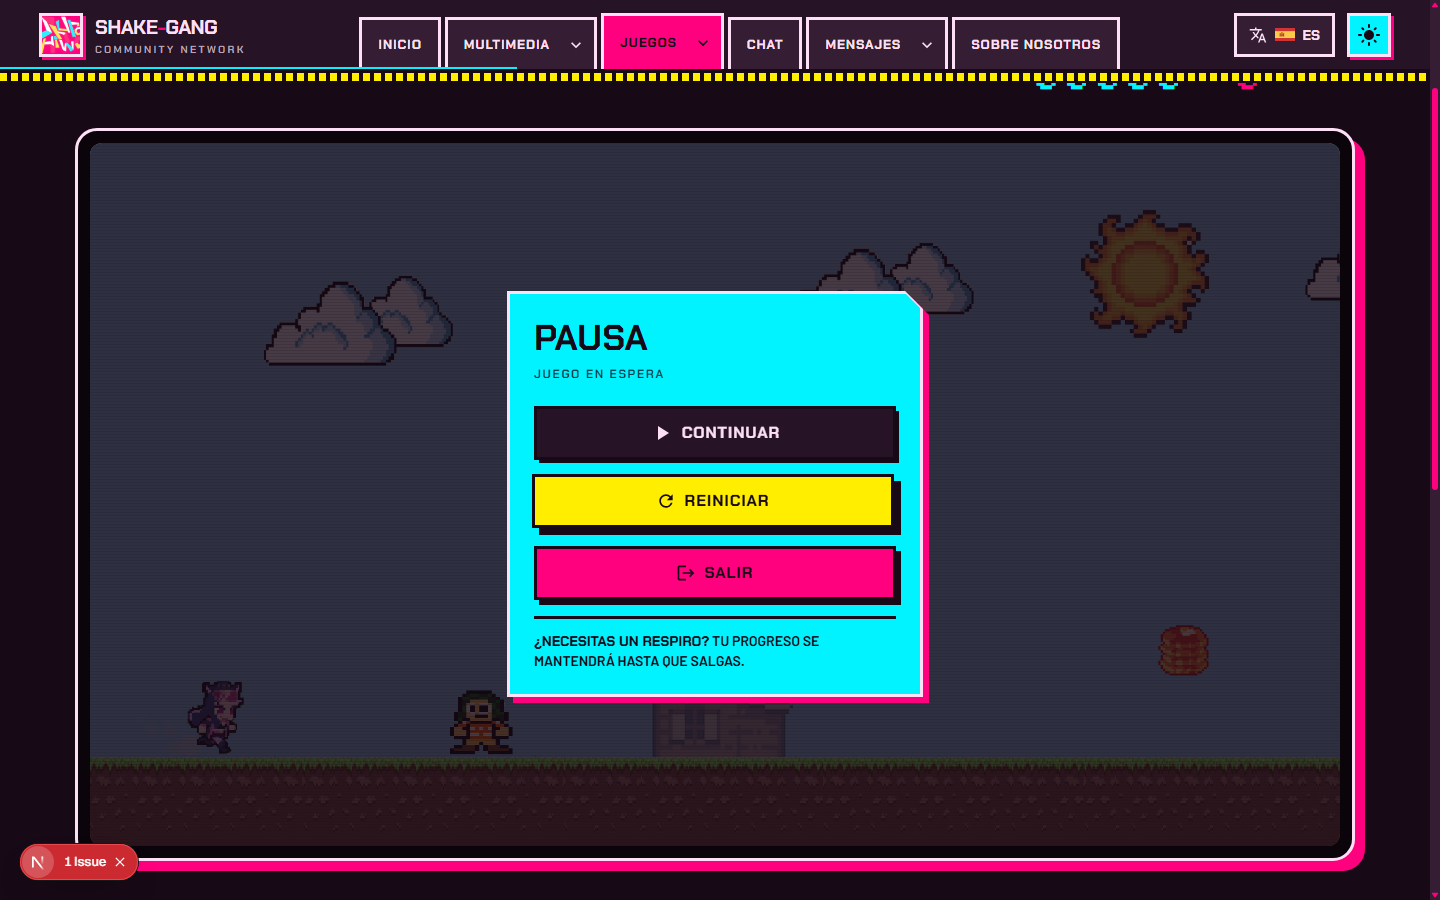 SHAKE-GANG
COMMUNITY NETWORK
INICIO
MULTIMEDIA
JUEGOS
CHAT
MENSAJES
SOBRE NOSOTROS
ES
PAUSA
JUEGO EN ESPERA
CONTINUAR
REINICIAR
SALIR
¿NECESITAS UN RESPIRO? TU PROGRESO SE
MANTENDRÁ HASTA QUE SALGAS.
N
1 Issue